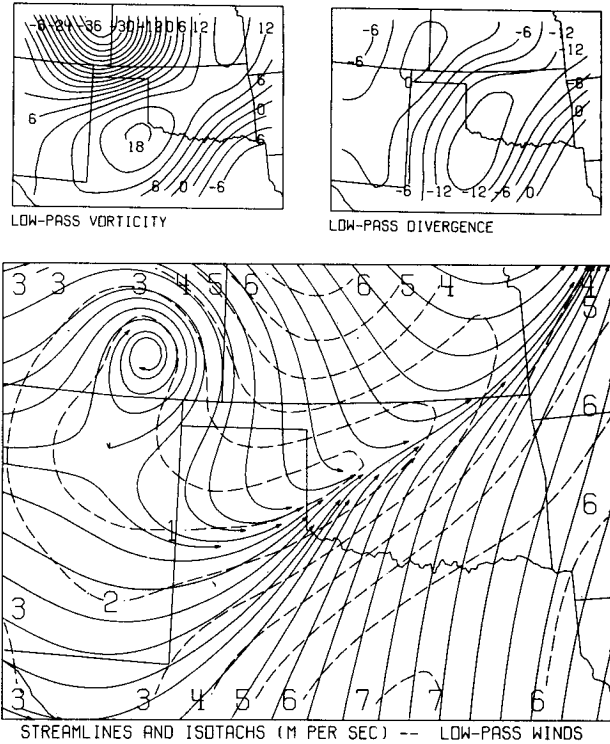 -6 -24 -36 -30 -18 0 6 12 12
6
6
0
6
18
6 0 -6
LOW-PASS VORTICITY
-6 -6 -12
-12
-6
0 -6
0
-6 -12 -12 -6 0
LOW-PASS DIVERGENCE
3 3 3 4 5 6 6 5 4 4
5
6
1 6
2
3
3 3 4 5 6 7 7 6
STREAMLINES AND ISOTACHS (M PER SEC) -- LOW-PASS WINDS